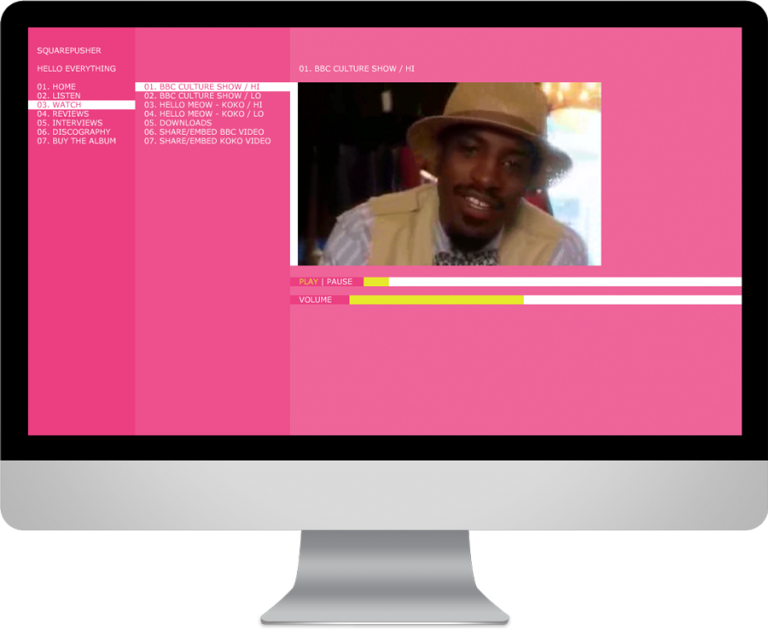 SQUAREPUSHER
HELLO EVERYTHING
01. HOME
02. LISTEN
03. WATCH
04. REVIEWS
05. INTERVIEWS
06. DISCOGRAPHY
07. BUY THE ALBUM
01. BBC CULTURE SHOW / HI
02. BBC CULTURE SHOW / LO
03. HELLO MEOW - KOKO / HI
04. HELLO MEOW - KOKO / LO
05. DOWNLOADS
06. SHARE/EMBED BBC VIDEO
07. SHARE/EMBED KOKO VIDEO
01. BBC CULTURE SHOW / HI
PLAY | PAUSE
VOLUME